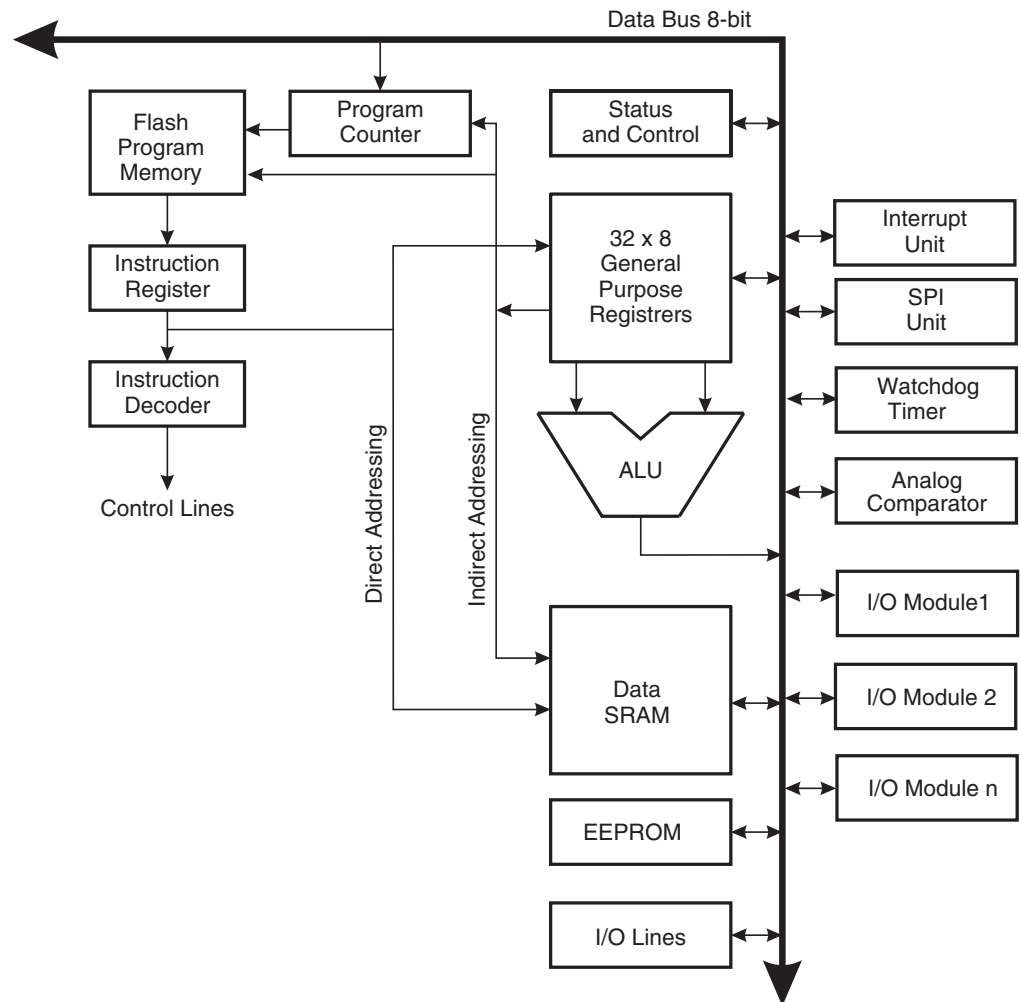 Data Bus 8-bit
Flash
Program
Memory
Program
Counter
Status
and Control
Interrupt
Unit
32 x 8
General
Purpose
Registrers
Instruction
Register
SPI
Unit
Instruction
Decoder
Watchdog
Timer
Direct Addressing
Indirect Addressing
ALU
Analog
Comparator
Control Lines
I/O Module1
Data
SRAM
I/O Module 2
I/O Module n
EEPROM
I/O Lines